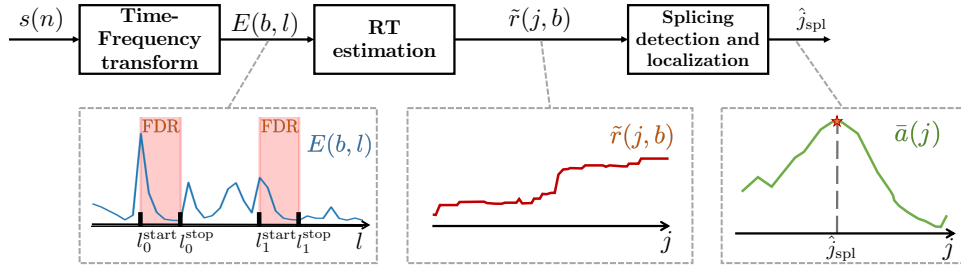 s(n)
Time-
Frequency
transform
E(b, l)
RT
estimation
r̃(j, b)
Splicing
detection and
localization
ĵ_spl
FDR
FDR
E(b, l)
l_0^start l_0^stop l_1^start l_1^stop l
r̃(j, b)
j
ā(j)
ĵ_spl
j